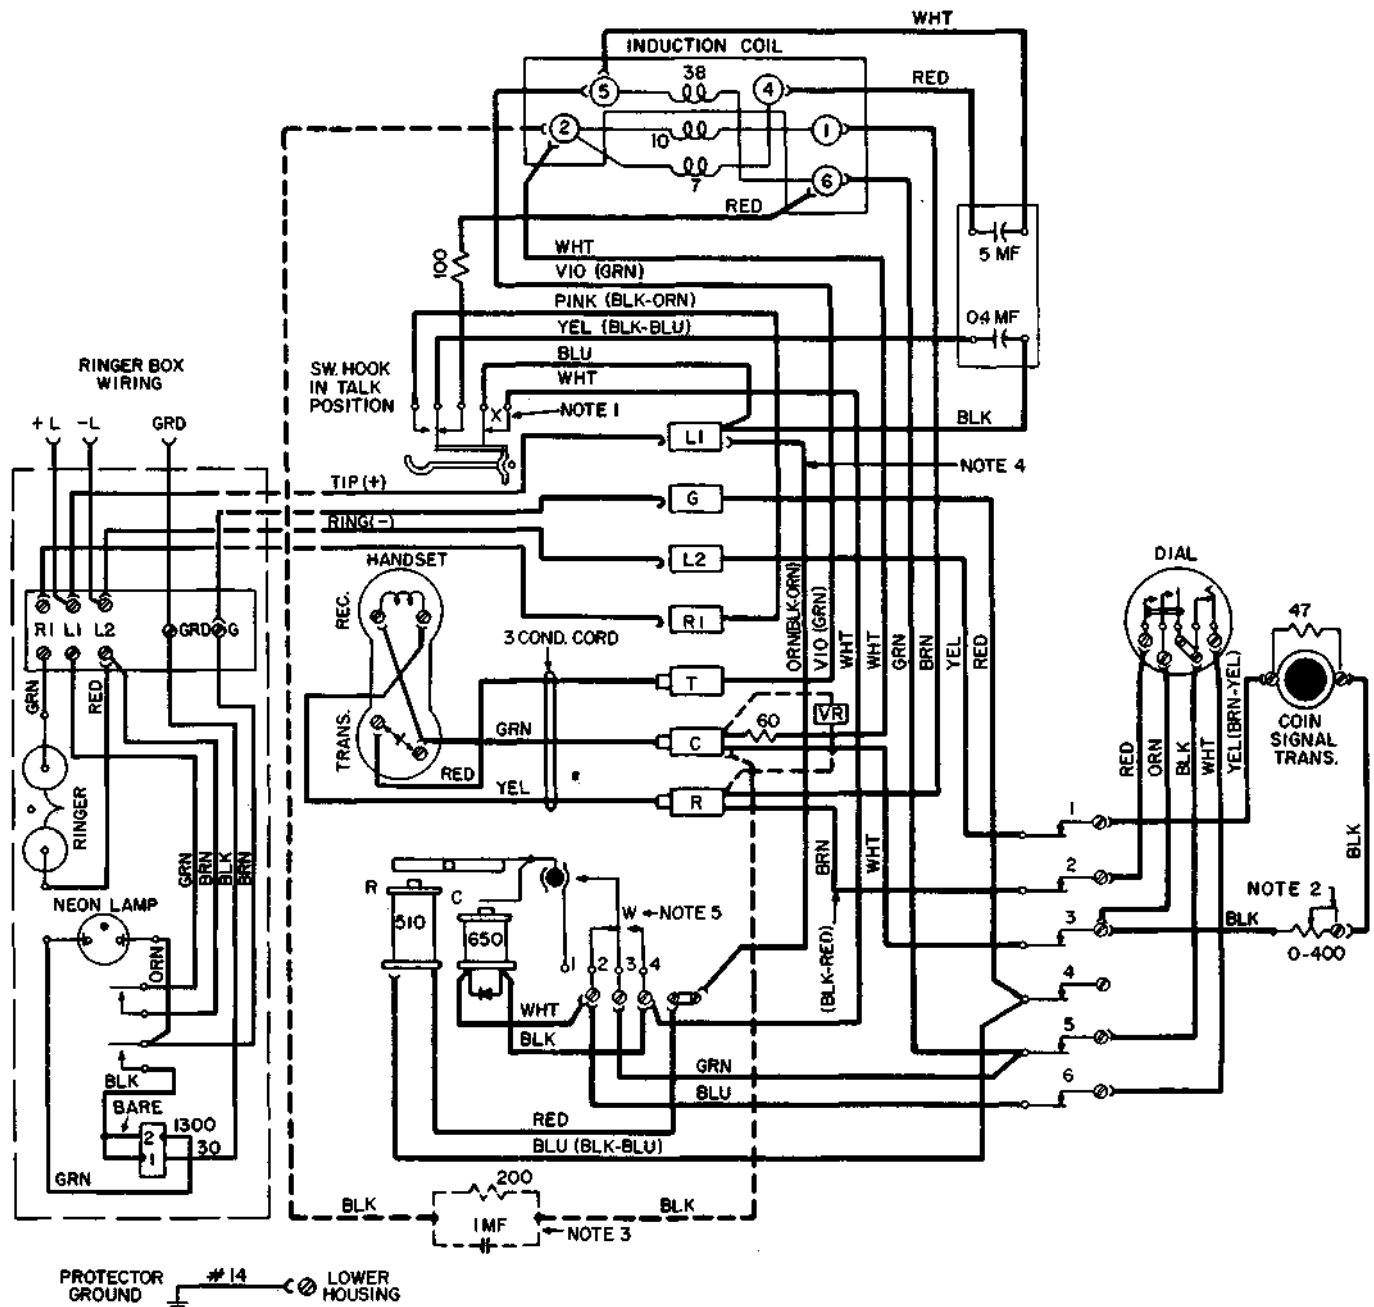 WHT
INDUCTION COIL
38
5
4
RED
2
10
1
7
6
RED
WHT
100
VIO (GRN)
5 MF
PINK (BLK-ORN)
04 MF
YEL (BLK-BLU)
RINGER BOX
WIRING
SW. HOOK
IN TALK
POSITION
BLU
WHT
X
NOTE 1
BLK
+ L
-L
GRD
L1
NOTE 4
TIP (+)
G
RING(-)
HANDSET
L2
DIAL
REC.
R1
L1
L2
GRD
G
R1
47
3 COND. CORD
ORN(BLK-ORN)
VIO (GRN)
WHT
WHT
GRN
BRN
YEL
RED
GRN
RED
T
TRANS.
GRN
C
60
VR
COIN
SIGNAL
TRANS.
RED
ORN
BLK
WHT
YEL(BRN-YEL)
RED
YEL
R
1
RINGER
GRN
BRN
BLK
BRN
BRN
WHT
BLK
2
R
C
NEON LAMP
510
650
W
NOTE 5
NOTE 2
3
BLK
0-400
ORN
1
2
3
4
(BLK-RED)
4
WHT
BLK
5
GRN
6
BLK
BLU
BARE
RED
2
1300
1
30
BLU (BLK-BLU)
GRN
200
BLK
BLK
1MF
NOTE 3
PROTECTOR
GROUND
#14
LOWER
HOUSING